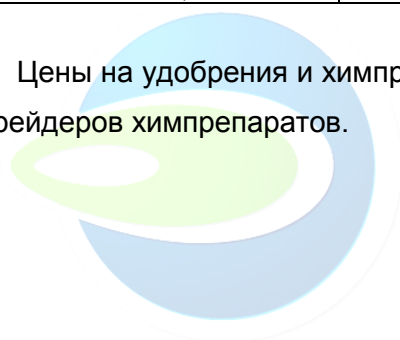 Цены на удобрения и химпр
рейдеров химпрепаратов.